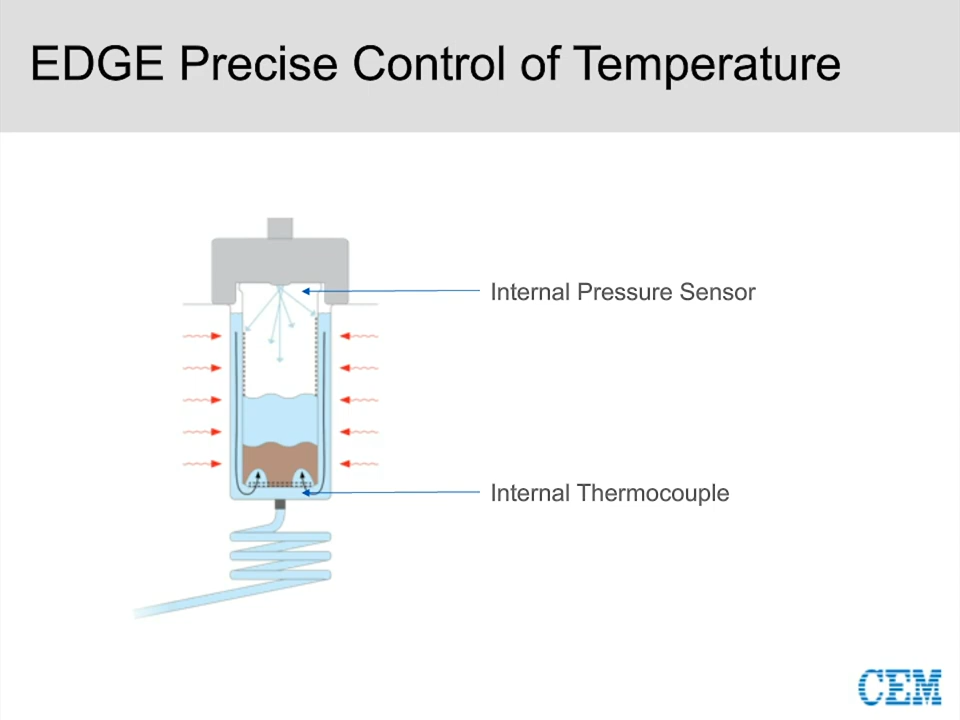 EDGE Precise Control of Temperature
Internal Pressure Sensor
Internal Thermocouple
CEM